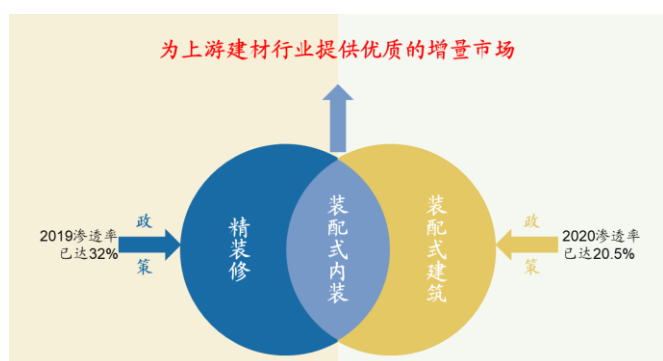 为上游建材行业提供优质的增量市场
2019渗透率
已达32%
政
策
精装修
装配式内装
装配式建筑
政
策
2020渗透率
已达20.5%